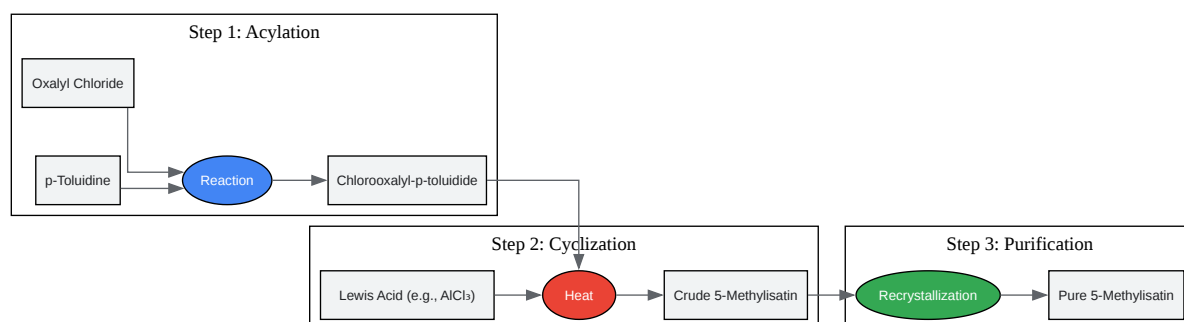 Step 1: Acylation
Oxalyl Chloride
p-Toluidine
Reaction
Chlorooxalyl-p-toluidide
Step 2: Cyclization
Lewis Acid (e.g., AlCl₃)
Heat
Crude 5-Methylisatin
Step 3: Purification
Recrystallization
Pure 5-Methylisatin